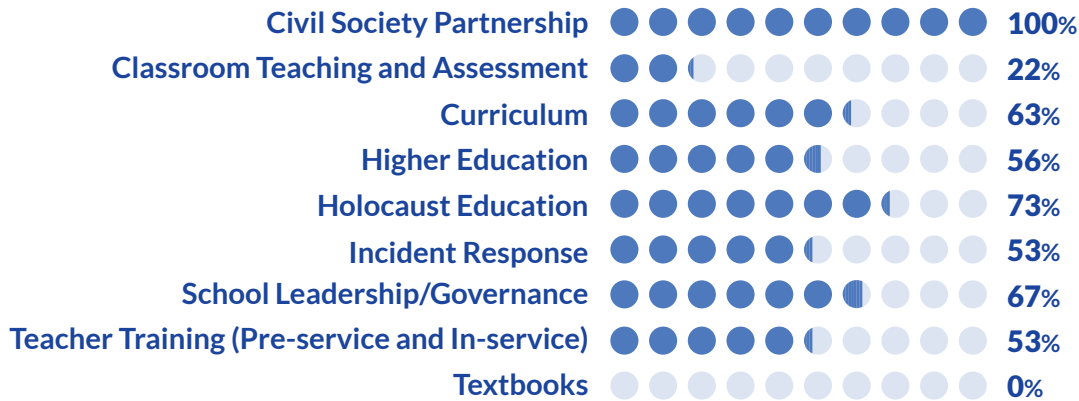 Civil Society Partnership 100%
Classroom Teaching and Assessment 22%
Curriculum 63%
Higher Education 56%
Holocaust Education 73%
Incident Response 53%
School Leadership/Governance 67%
Teacher Training (Pre-service and In-service) 53%
Textbooks 0%